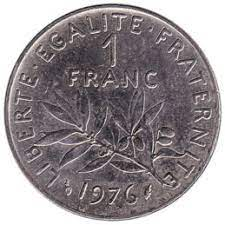 LIBERTE · EGALITE · FRATERNITE
1
FRANC
1976